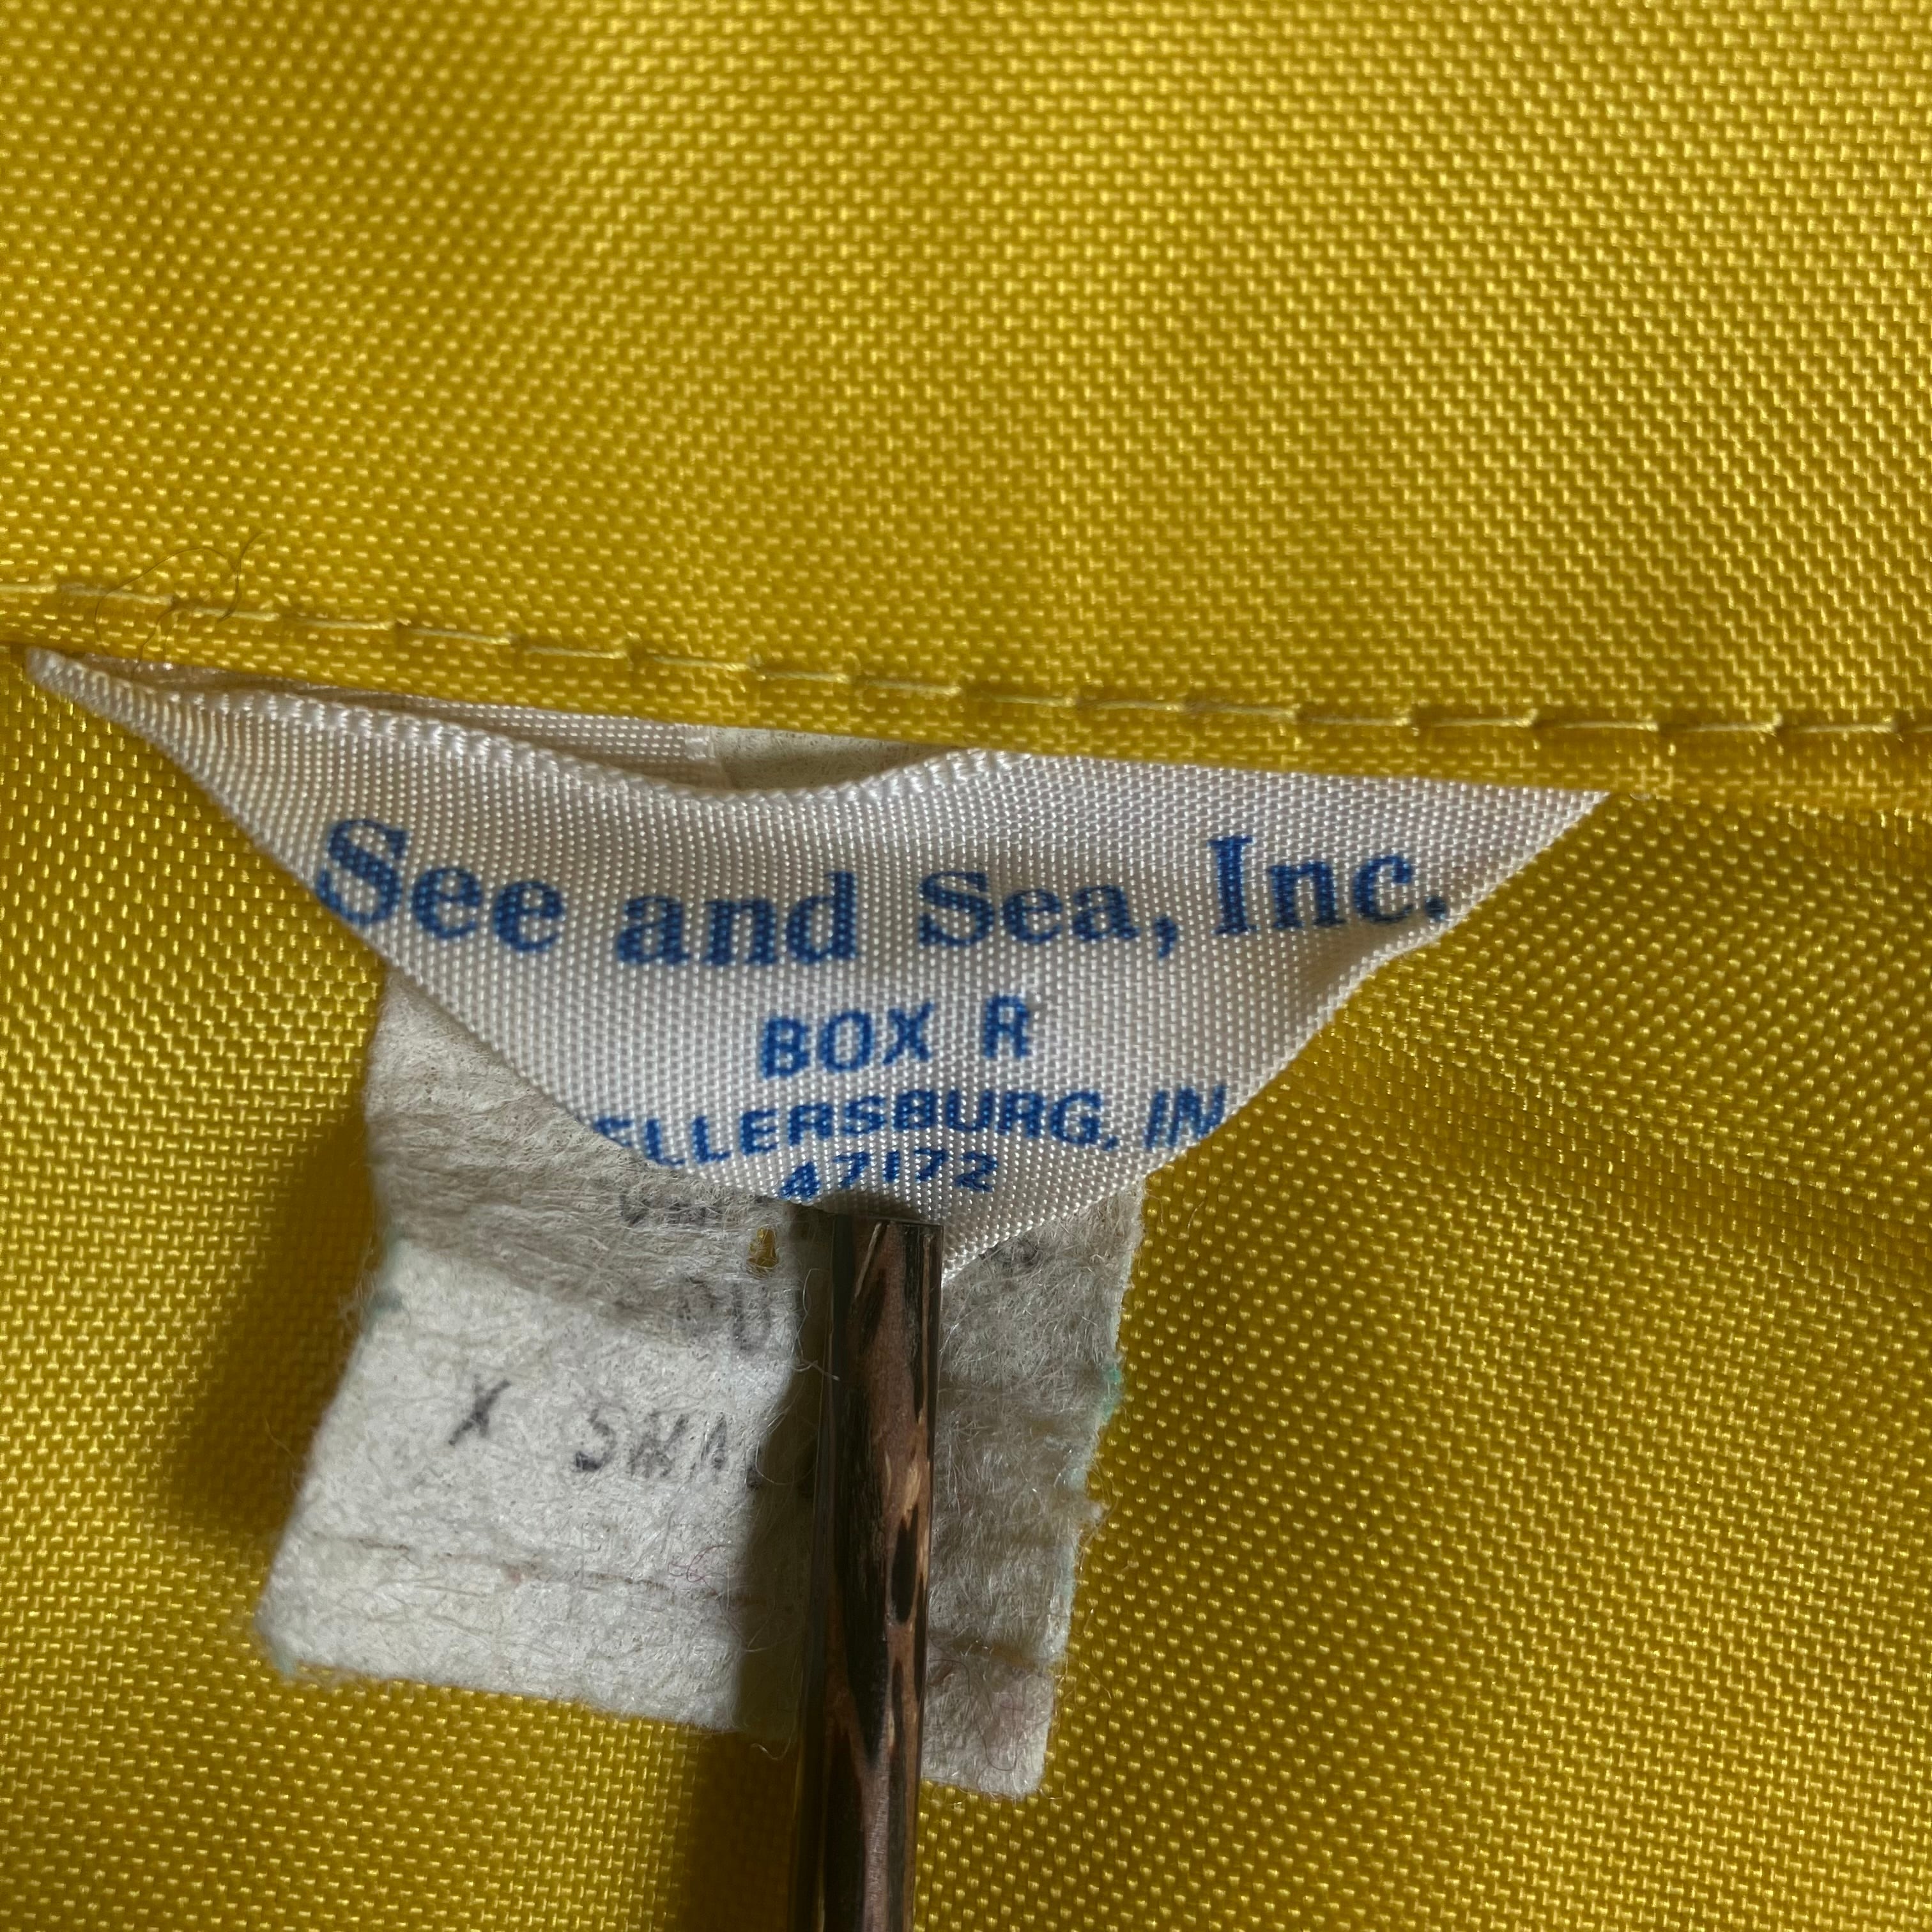 See and Sea, Inc.
BOX R
ELLERSBURG, IN
47172
X